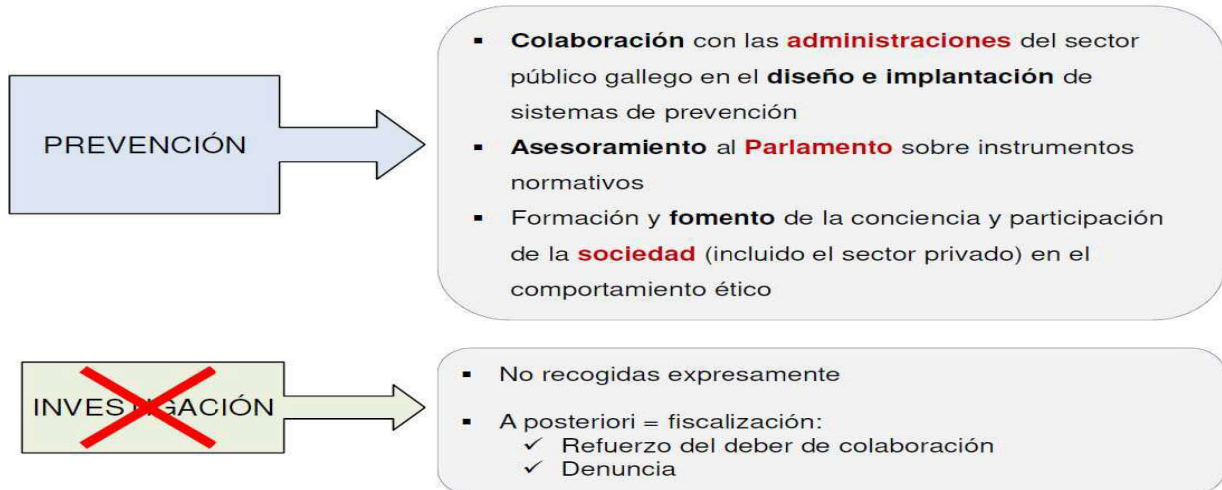 PREVENCIÓN
▪ Colaboración con las administraciones del sector
público gallego en el diseño e implantación de
sistemas de prevención
▪ Asesoramiento al Parlamento sobre instrumentos
normativos
▪ Formación y fomento de la conciencia y participación
de la sociedad (incluido el sector privado) en el
comportamiento ético
INVESTIGACIÓN
▪ No recogidas expresamente
▪ A posteriori = fiscalización:
✓ Refuerzo del deber de colaboración
✓ Denuncia